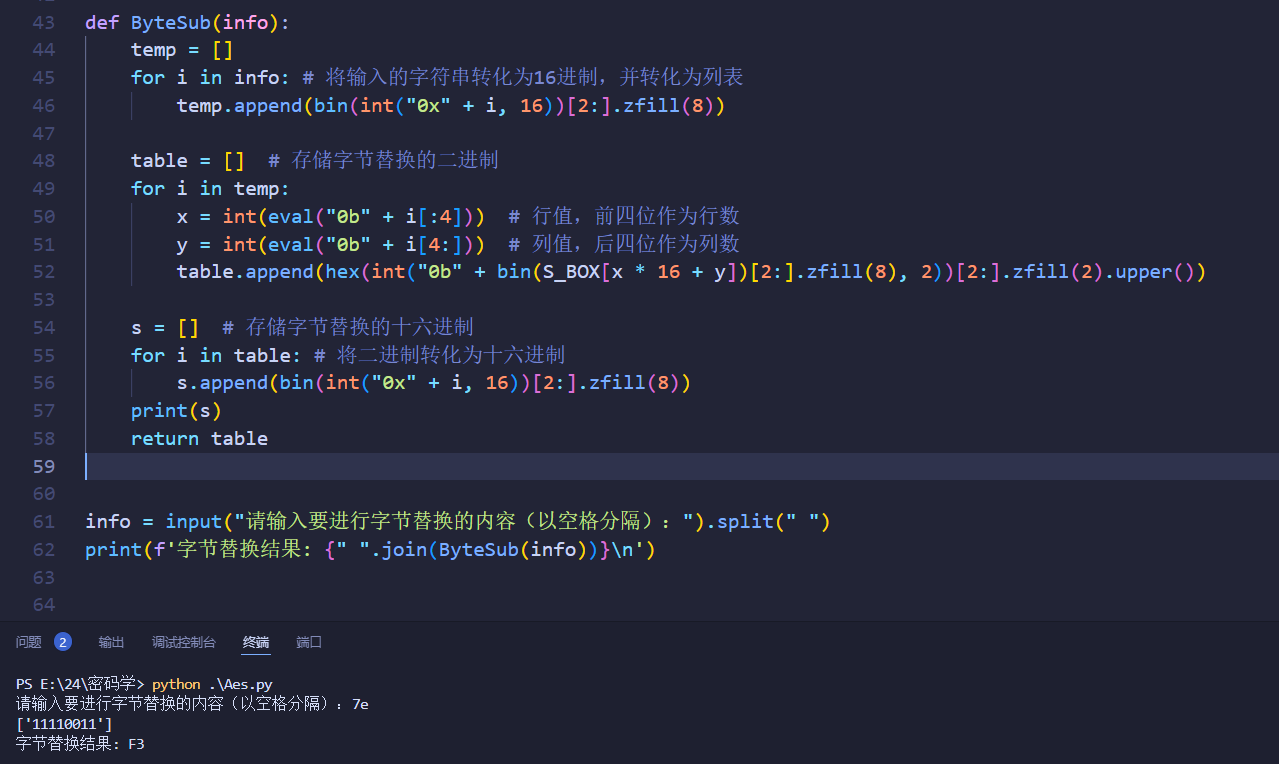 43 def ByteSub(info):
44     temp = []
45     for i in info: # 将输入的字符串转化为16进制，并转化为列表
46         temp.append(bin(int("0x" + i, 16))[2:].zfill(8))
47
48     table = []  # 存储字节替换的二进制
49     for i in temp:
50         x = int(eval("0b" + i[:4]))  # 行值，前四位作为行数
51         y = int(eval("0b" + i[4:]))  # 列值，后四位作为列数
52         table.append(hex(int("0b" + bin(S_BOX[x * 16 + y])[2:].zfill(8), 2))[2:].zfill(2).upper())
53
54     s = []  # 存储字节替换的十六进制
55     for i in table: # 将二进制转化为十六进制
56         s.append(bin(int("0x" + i, 16))[2:].zfill(8))
57     print(s)
58     return table
59
60
61 info = input("请输入要进行字节替换的内容（以空格分隔）：").split(" ")
62 print(f'字节替换结果: {" ".join(ByteSub(info))}\n')
63
64
问题 2 输出 调试控制台 终端 端口
PS E:\24\密码学> python .\Aes.py
请输入要进行字节替换的内容（以空格分隔）：7e
['11110011']
字节替换结果: F3